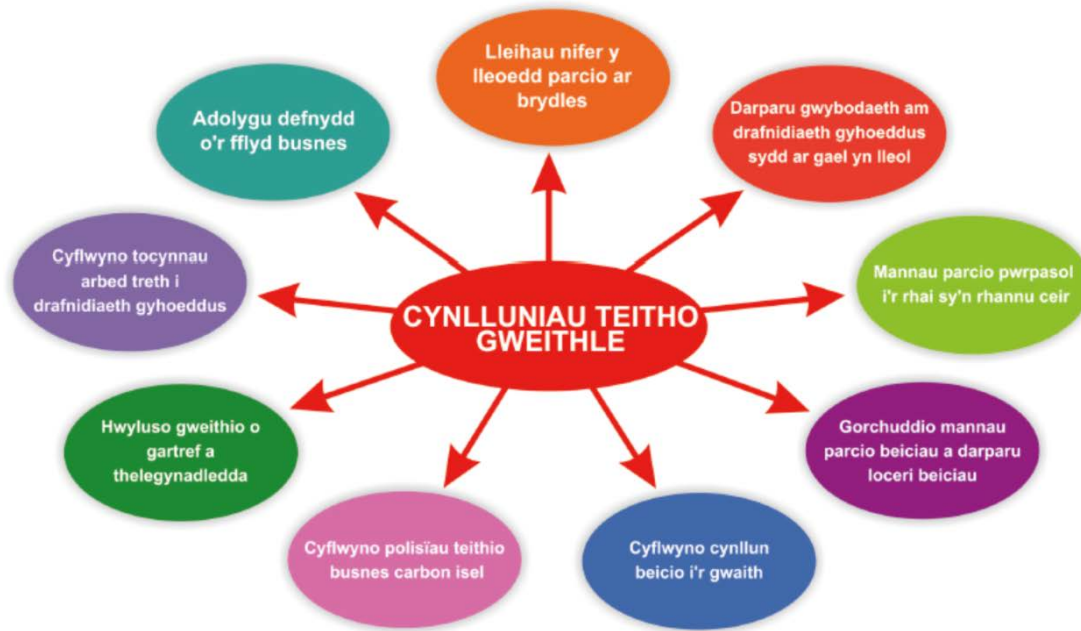 Lleihau nifer y
lleoedd parcio ar
brydles
Adolygu defnydd
o'r fflyd busnes
Darparu gwybodaeth am
drafnidiaeth gyhoeddus
sydd ar gael yn lleol
Cyflwyno tocynnau
arbed treth i
drafnidiaeth gyhoeddus
Mannau parcio pwrpasol
i'r rhai sy'n rhannu ceir
CYNLLUNIAU TEITHO
GWEITHLE
Hwyluso gweithio o
gartref a
thelegynadledda
Gorchuddio mannau
parcio beiciau a darparu
loceri beiciau
Cyflwyno polisïau teithio
busnes carbon isel
Cyflwyno cynllun
beicio i'r gwaith